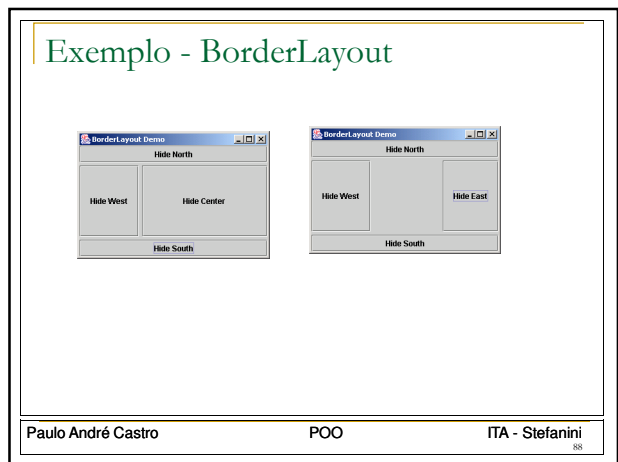 Exemplo - BorderLayout
BorderLayout Demo
Hide North
Hide West
Hide Center
Hide South
BorderLayout Demo
Hide North
Hide West
Hide East
Hide South
Paulo André Castro POO ITA - Stefanini
88